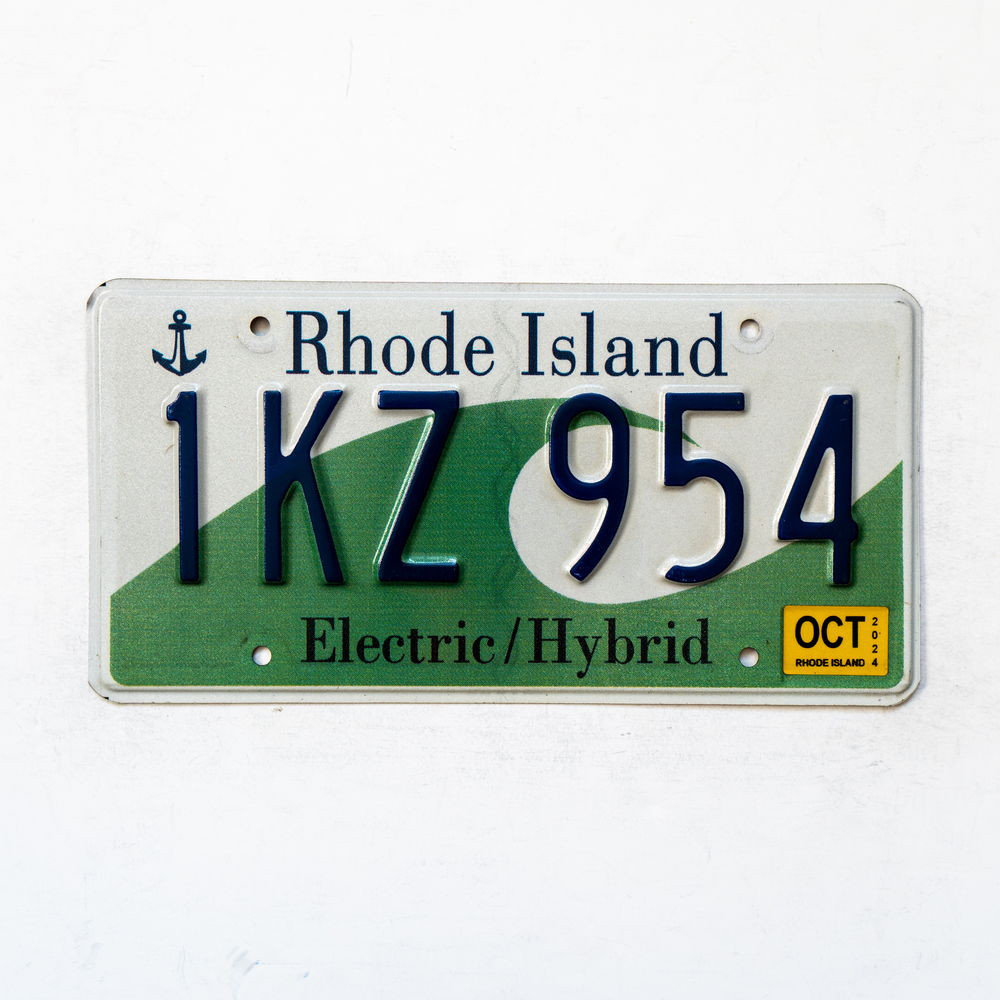 Rhode Island
1KZ 954
Electric/Hybrid
OCT 2024
RHODE ISLAND